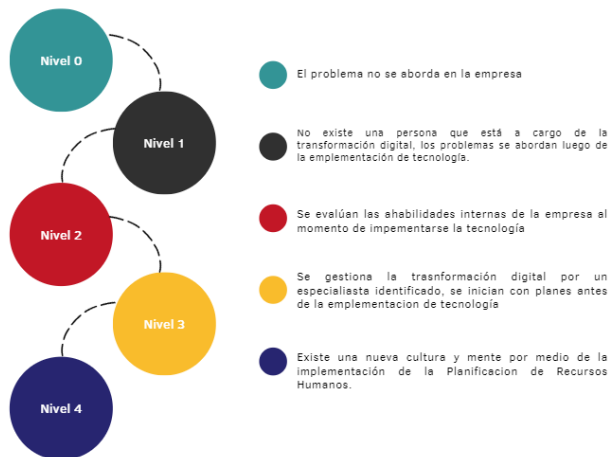 Nivel 0
El problema no se aborda en la empresa
Nivel 1
No existe una persona que está a cargo de la
transformación digital, los problemas se abordan luego de
la emplementación de tecnología.
Nivel 2
Se evalúan las ahabilidades internas de la empresa al
momento de impementarse la tecnología
Nivel 3
Se gestiona la trasnformación digital por un
especialiasta identificado, se inician con planes antes
de la emplementacion de tecnología
Nivel 4
Existe una nueva cultura y mente por medio de la
implementación de la Planificacion de Recursos
Humanos.